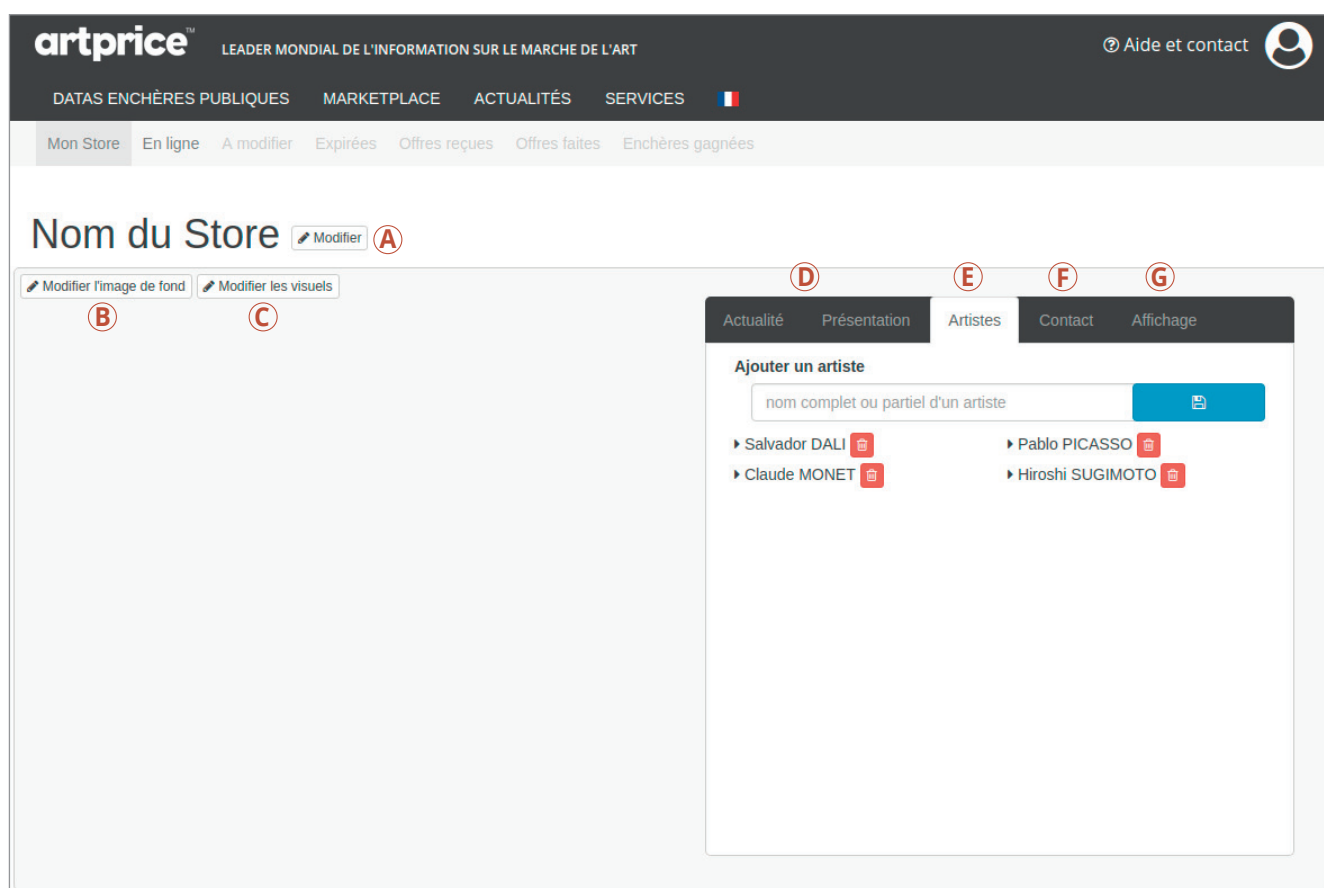 artprice™ LEADER MONDIAL DE L'INFORMATION SUR LE MARCHE DE L'ART
Aide et contact
DATAS ENCHÈRES PUBLIQUES MARKETPLACE ACTUALITÉS SERVICES
Mon Store En ligne A modifier Expirées Offres reçues Offres faites Enchères gagnées
Nom du Store Modifier A
Modifier l'image de fond Modifier les visuels
B C
D E F G
Actualité Présentation Artistes Contact Affichage
Ajouter un artiste
nom complet ou partiel d'un artiste
Salvador DALI Pablo PICASSO
Claude MONET Hiroshi SUGIMOTO